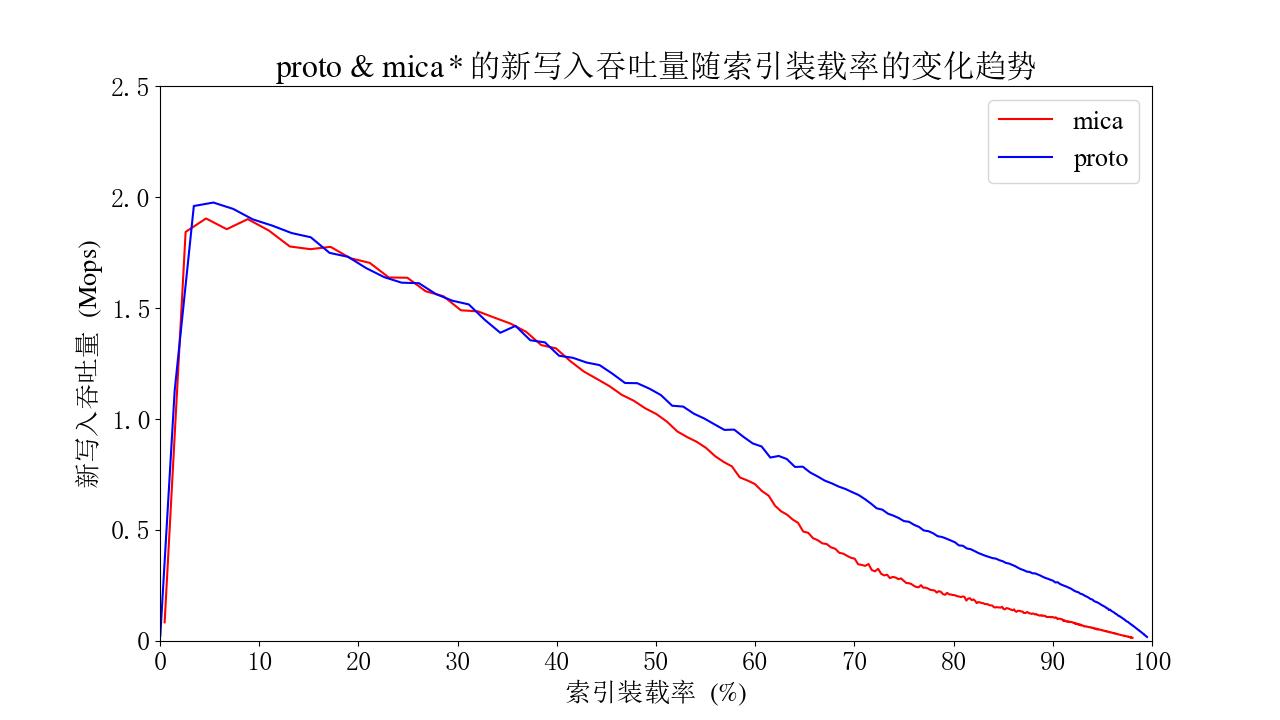 proto & mica * 的新写入吞吐量随索引装载率的变化趋势
mica
proto
新写入吞吐量 (Mops)
2.5
2.0
1.5
1.0
0.5
0
0 10 20 30 40 50 60 70 80 90 100
索引装载率 (%)